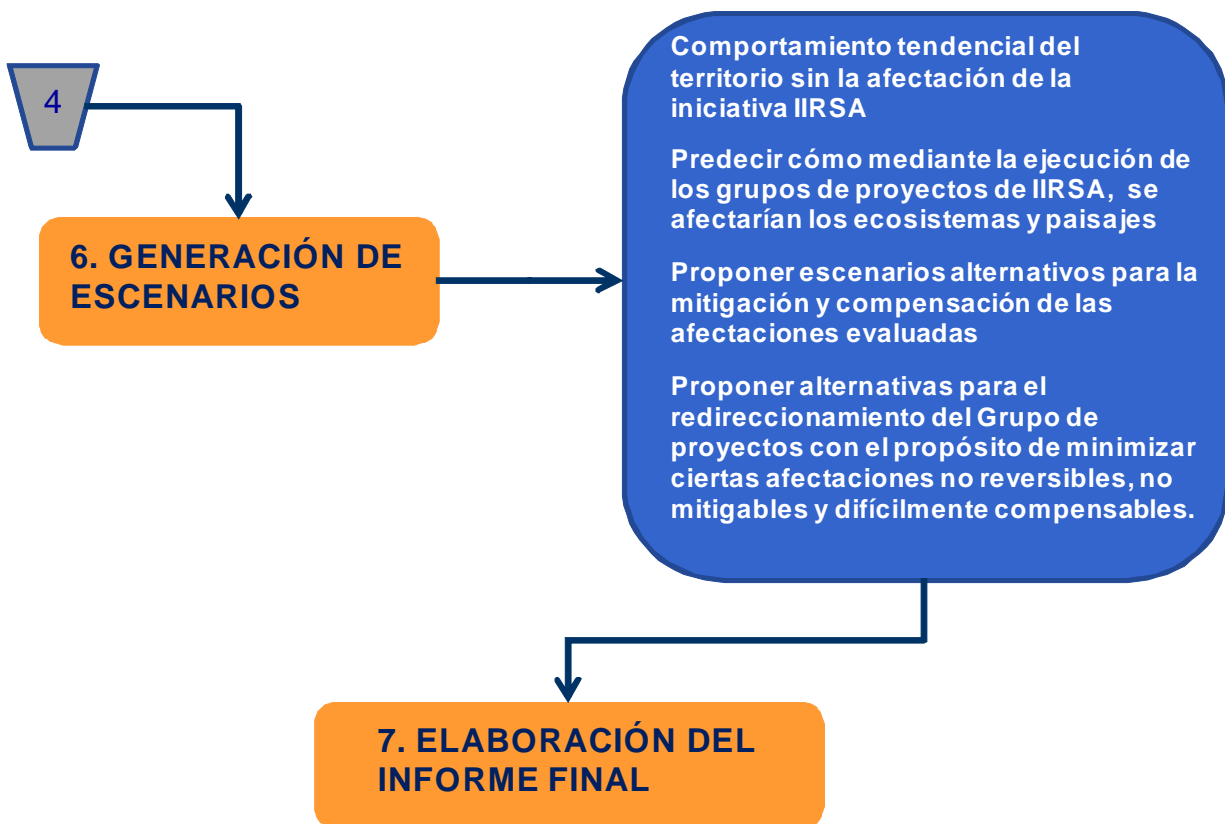 4
6. GENERACIÓN DE
ESCENARIOS
Comportamiento tendencial del
territorio sin la afectación de la
iniciativa IIRSA
Predecir cómo mediante la ejecución de
los grupos de proyectos de IIRSA, se
afectarían los ecosistemas y paisajes
Proponer escenarios alternativos para la
mitigación y compensación de las
afectaciones evaluadas
Proponer alternativas para el
redireccionamiento del Grupo de
proyectos con el propósito de minimizar
ciertas afectaciones no reversibles, no
mitigables y difícilmente compensables.
7. ELABORACIÓN DEL
INFORME FINAL